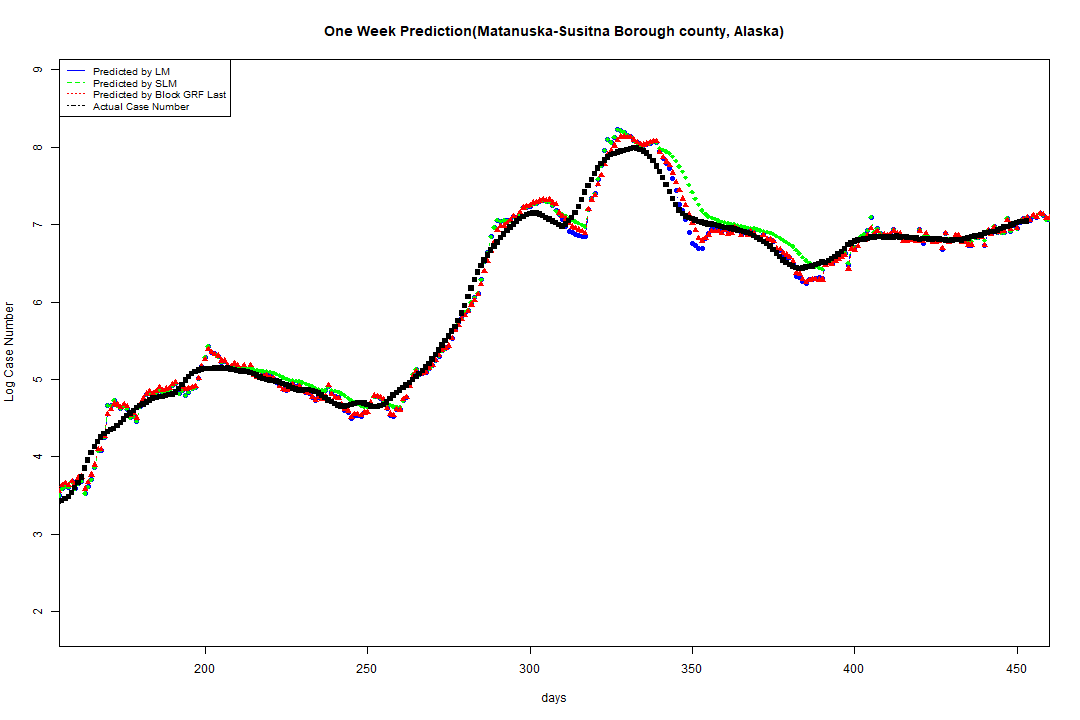 One Week Prediction(Matanuska-Susitna Borough county, Alaska)
Predicted by LM
Predicted by SLM
Predicted by Block GRF Last
Actual Case Number
9
8
7
6
5
4
3
2
Log Case Number
200 250 300 350 400 450
days